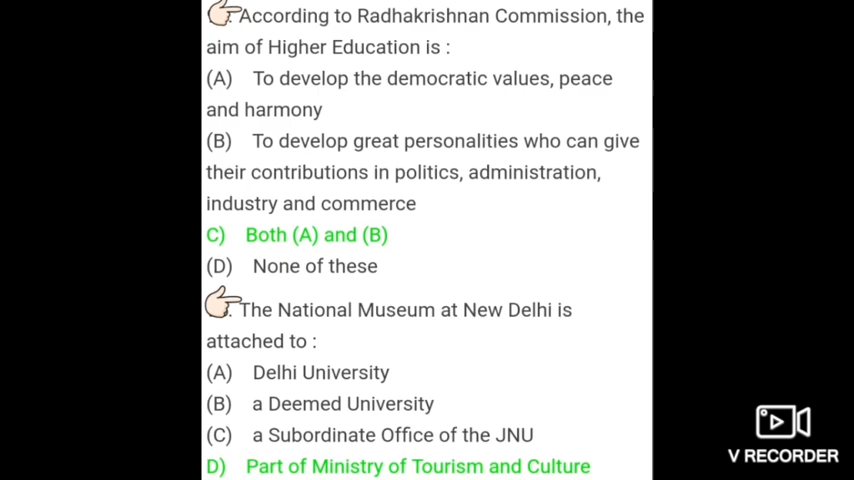 According to Radhakrishnan Commission, the
aim of Higher Education is :
(A) To develop the democratic values, peace
and harmony
(B) To develop great personalities who can give
their contributions in politics, administration,
industry and commerce
C) Both (A) and (B)
(D) None of these
The National Museum at New Delhi is
attached to :
(A) Delhi University
(B) a Deemed University
(C) a Subordinate Office of the JNU
D) Part of Ministry of Tourism and Culture
V RECORDER